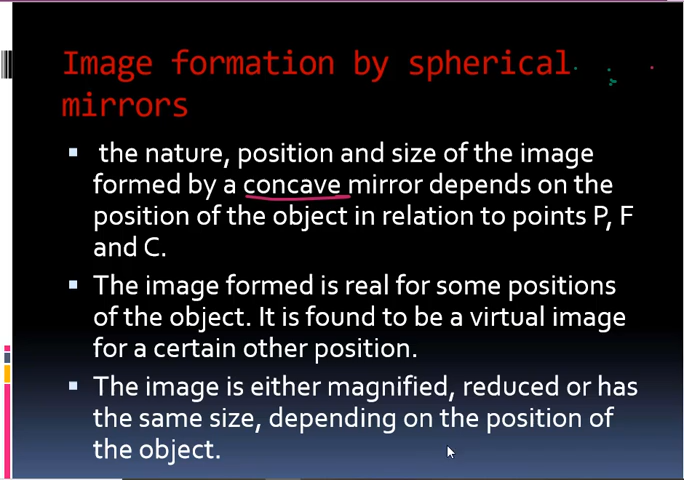 Image formation by spherical
mirrors
the nature, position and size of the image
formed by a concave mirror depends on the
position of the object in relation to points P, F
and C.
The image formed is real for some positions
of the object. It is found to be a virtual image
for a certain other position.
The image is either magnified, reduced or has
the same size, depending on the position of
the object.